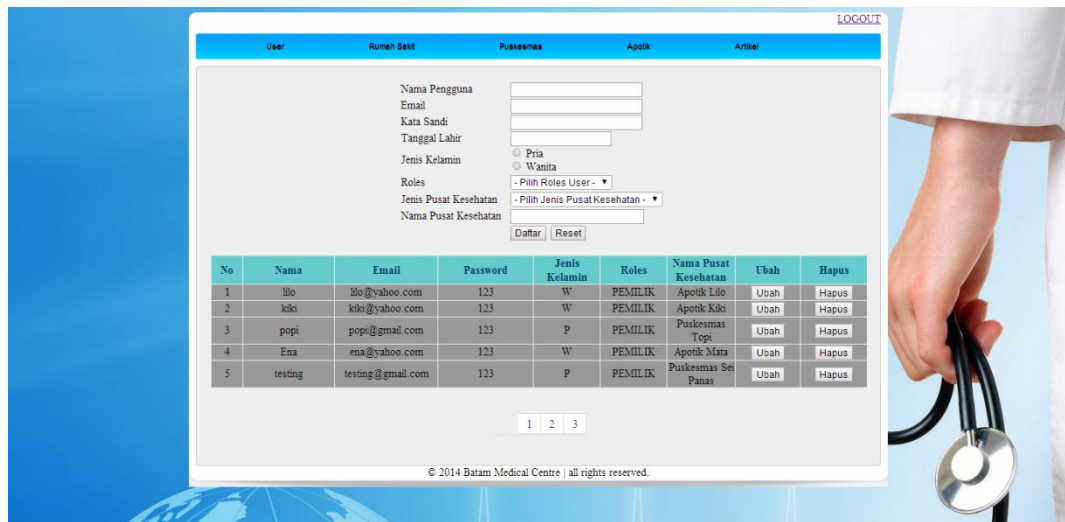 LOGOUT
User Rumah Sakit Puskesmas Apotik Artikel
Nama Pengguna
Email
Kata Sandi
Tanggal Lahir
Jenis Kelamin
Pria
Wanita
Roles - Pilih Roles User -
Jenis Pusat Kesehatan - Pilih Jenis Pusat Kesehatan -
Nama Pusat Kesehatan
Daftar Reset
No Nama Email Password Jenis Kelamin Roles Nama Pusat Kesehatan Ubah Hapus
1 lilo lilo@yahoo.com 123 W PEMILIK Apotik Lilo Ubah Hapus
2 kiki kiki@yahoo.com 123 W PEMILIK Apotik Kiki Ubah Hapus
3 popi popi@gmail.com 123 P PEMILIK Puskesmas Topi Ubah Hapus
4 Ena ena@yahoo.com 123 W PEMILIK Apotik Mata Ubah Hapus
5 testing testing@gmail.com 123 P PEMILIK Puskesmas Sei Panas Ubah Hapus
1 2 3
© 2014 Batam Medical Centre | all rights reserved.